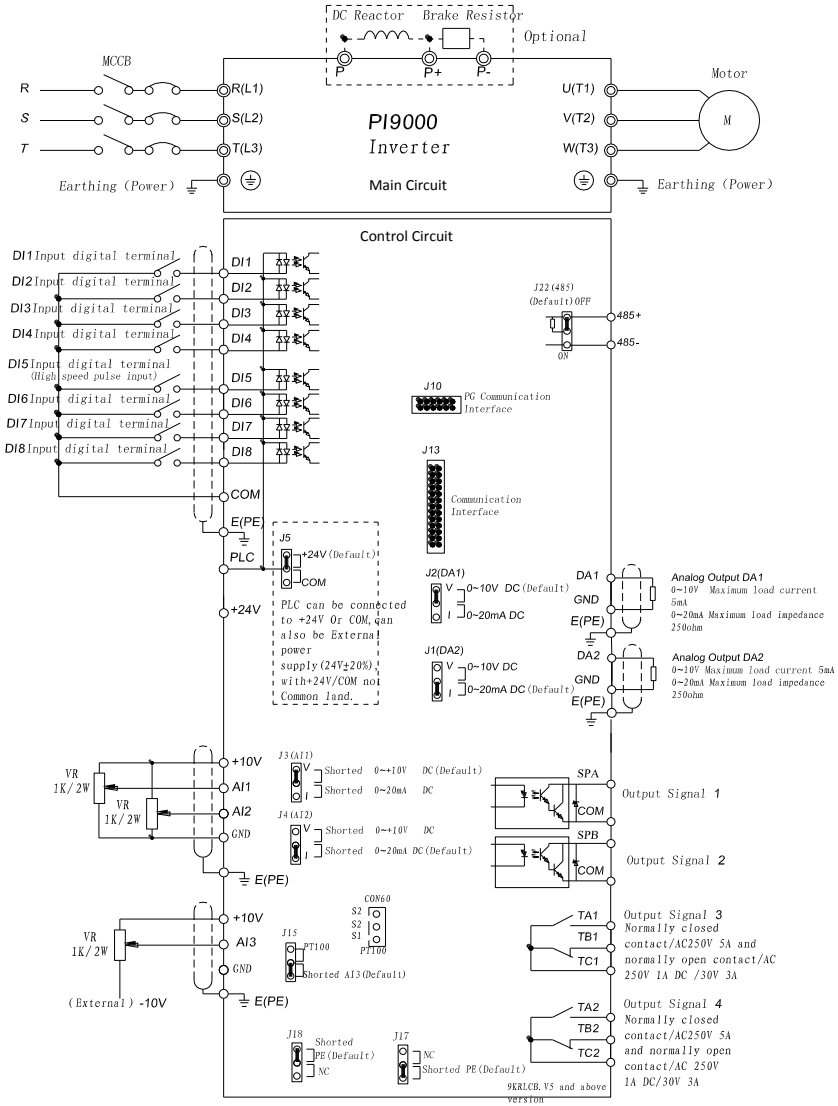 DC Reactor Brake Resistor
Optional
P P+ P-
MCCB
R
S
T
R(L1)
S(L2)
T(L3)
PI9000
Inverter
Main Circuit
U(T1)
V(T2)
W(T3)
Motor
M
Earthing (Power)
Earthing (Power)
Control Circuit
DI1 Input digital terminal
DI2 Input digital terminal
DI3 Input digital terminal
DI4 Input digital terminal
DI5 Input digital terminal
(High speed pulse input)
DI6 Input digital terminal
DI7 Input digital terminal
DI8 Input digital terminal
DI1
DI2
DI3
DI4
DI5
DI6
DI7
DI8
COM
E(PE)
PLC
+24V
J5
+24V(Default)
COM
PLC can be connected
to +24V Or COM,can
also be External
power
supply(24V±20%),
with+24V/COM not
Common land.
J22(485)
(Default)OFF
ON
485+
485-
J10
PG Communication
Interface
J13
Communication
Interface
J2(DA1)
V 0~10V DC(Default)
I 0~20mA DC
J1(DA2)
V 0~10V DC
I 0~20mA DC(Default)
DA1
GND
E(PE)
DA2
GND
E(PE)
Analog Output DA1
0~10V Maximum load current
5mA
0~20mA Maximum load impedance
250ohm
Analog Output DA2
0~10V Maximum load current 5mA
0~20mA Maximum load impedance
250ohm
VR
1K/2W
VR
1K/2W
+10V
AI1
AI2
GND
E(PE)
J3(AI1)
V Shorted 0~+10V DC(Default)
I Shorted 0~20mA DC
J4(AI2)
V Shorted 0~+10V DC
I Shorted 0~20mA DC(Default)
SPA
COM
Output Signal 1
SPB
COM
Output Signal 2
VR
1K/2W
(External) -10V
+10V
AI3
GND
E(PE)
CON60
S2
S2
S1
PT100
J15
PT100
Shorted AI3(Default)
TA1
TB1
TC1
Output Signal 3
Normally closed
contact/AC250V 5A and
normally open contact/AC
250V 1A DC /30V 3A
TA2
TB2
TC2
Output Signal 4
Normally closed
contact/AC250V 5A
and normally open
contact/AC 250V
1A DC/30V 3A
J18
Shorted
PE(Default)
NC
J17
NC
Shorted PE(Default)
9KRLCB.V5 and above
version